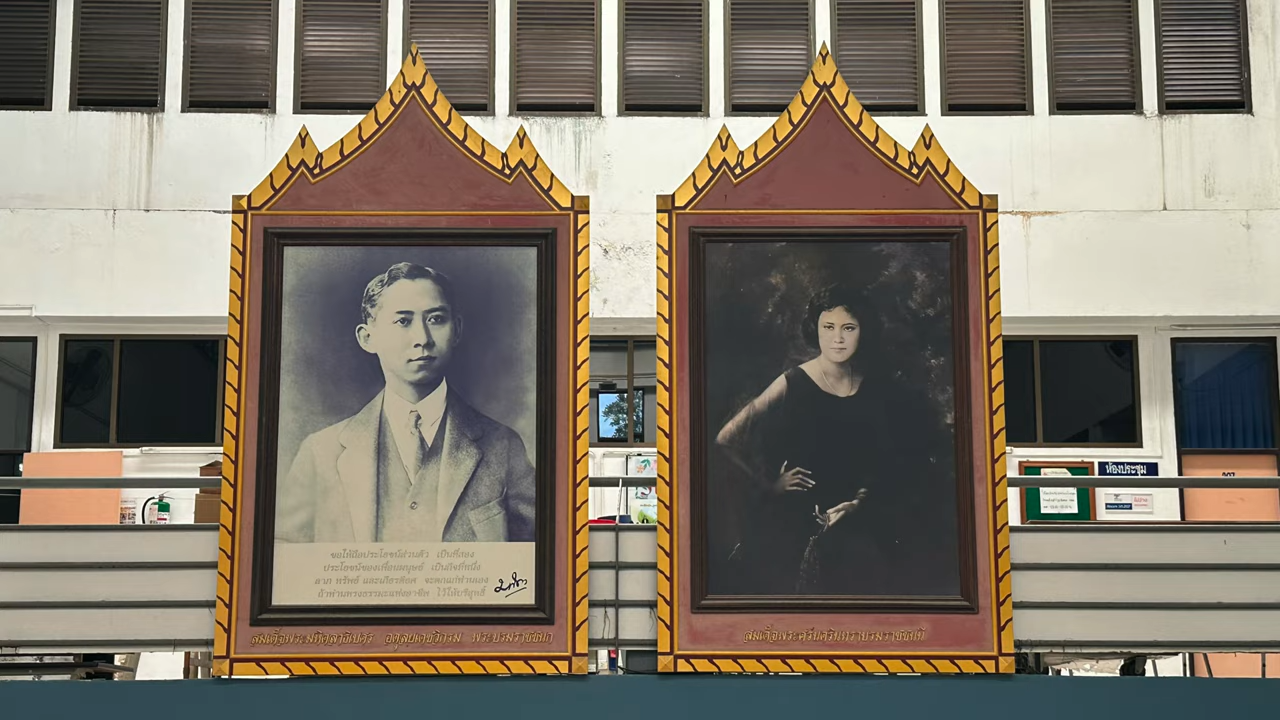 ขอให้ถือประโยชน์ส่วนตัว เป็นที่สอง
ประโยชน์ของเพื่อนมนุษย์ เป็นกิจที่หนึ่ง
ลาภ ทรัพย์ และเกียรติยศ จะตกแก่ท่านเอง
ถ้าท่านทรงธรรมะแห่งอาชีพ ไว้ให้บริสุทธิ์
สมเด็จพระมหิตลาธิเบศร อดุลยเดชวิกรม พระบรมราชชนก
สมเด็จพระศรีนครินทราบรมราชชนนี
ห้องประชุม